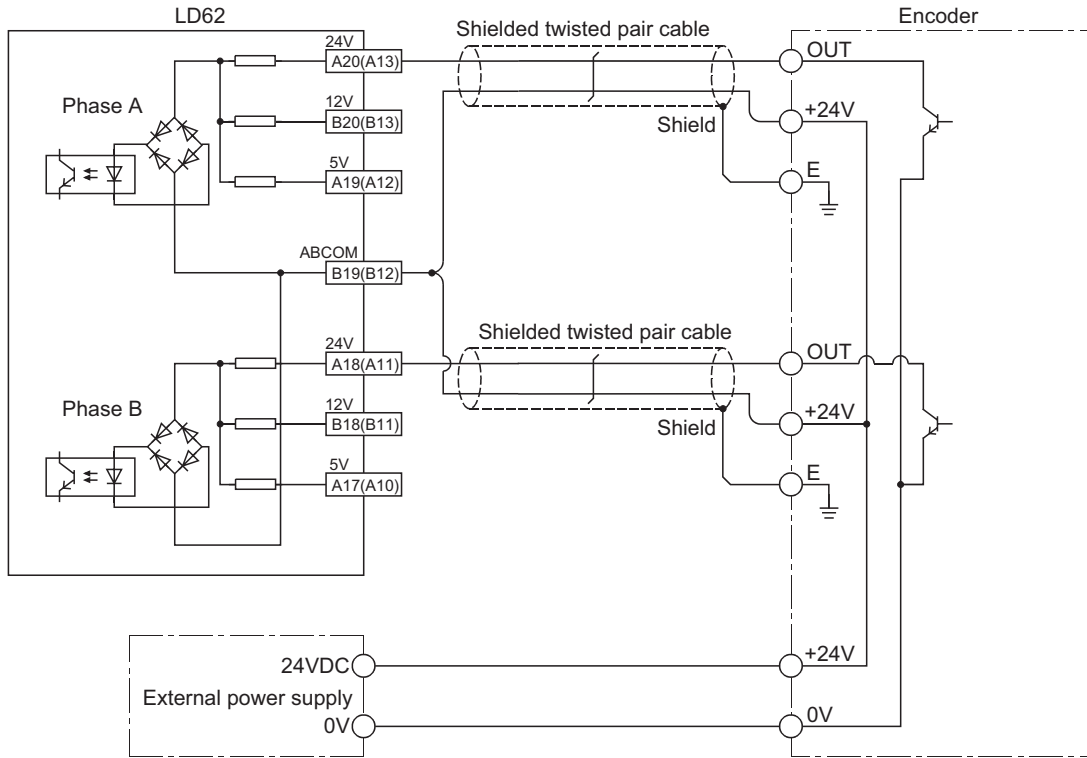 LD62
Encoder
Shielded twisted pair cable
24V
A20(A13)
OUT
Phase A
12V
B20(B13)
+24V
Shield
5V
A19(A12)
E
ABCOM
B19(B12)
Shielded twisted pair cable
24V
A18(A11)
OUT
Phase B
12V
B18(B11)
+24V
Shield
5V
A17(A10)
E
24VDC
+24V
External power supply
0V
0V